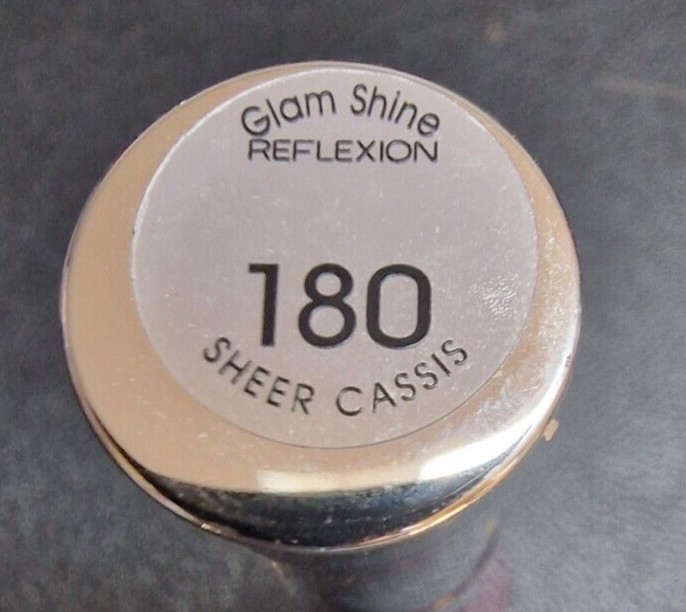 Glam Shine
REFLEXION
180
SHEER CASSIS